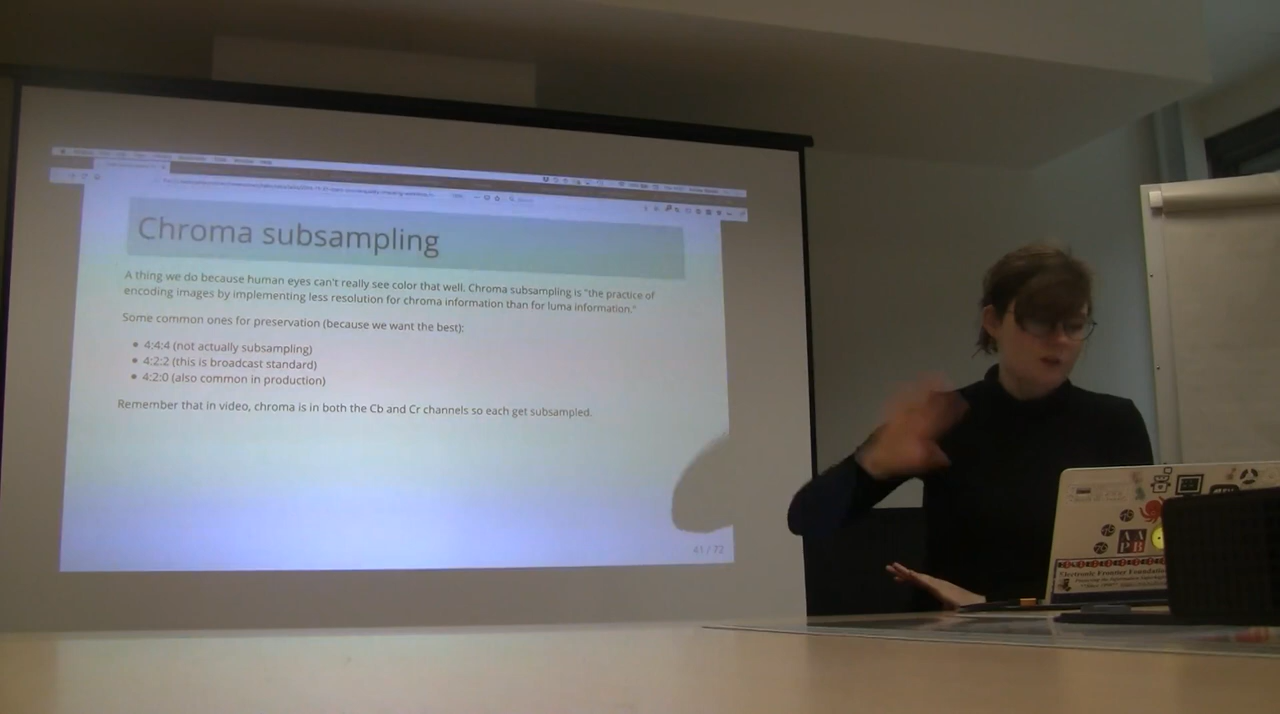 Chroma subsampling
A thing we do because human eyes can't really see color that well. Chroma subsampling is "the practice of
encoding images by implementing less resolution for chroma information than for luma information."
Some common ones for preservation (because we want the best):
4:4:4 (not actually subsampling)
4:2:2 (this is broadcast standard)
4:2:0 (also common in production)
Remember that in video, chroma is in both the Cb and Cr channels so each get subsampled.
41 / 72
AA
PB
Electronic Frontier Foundation